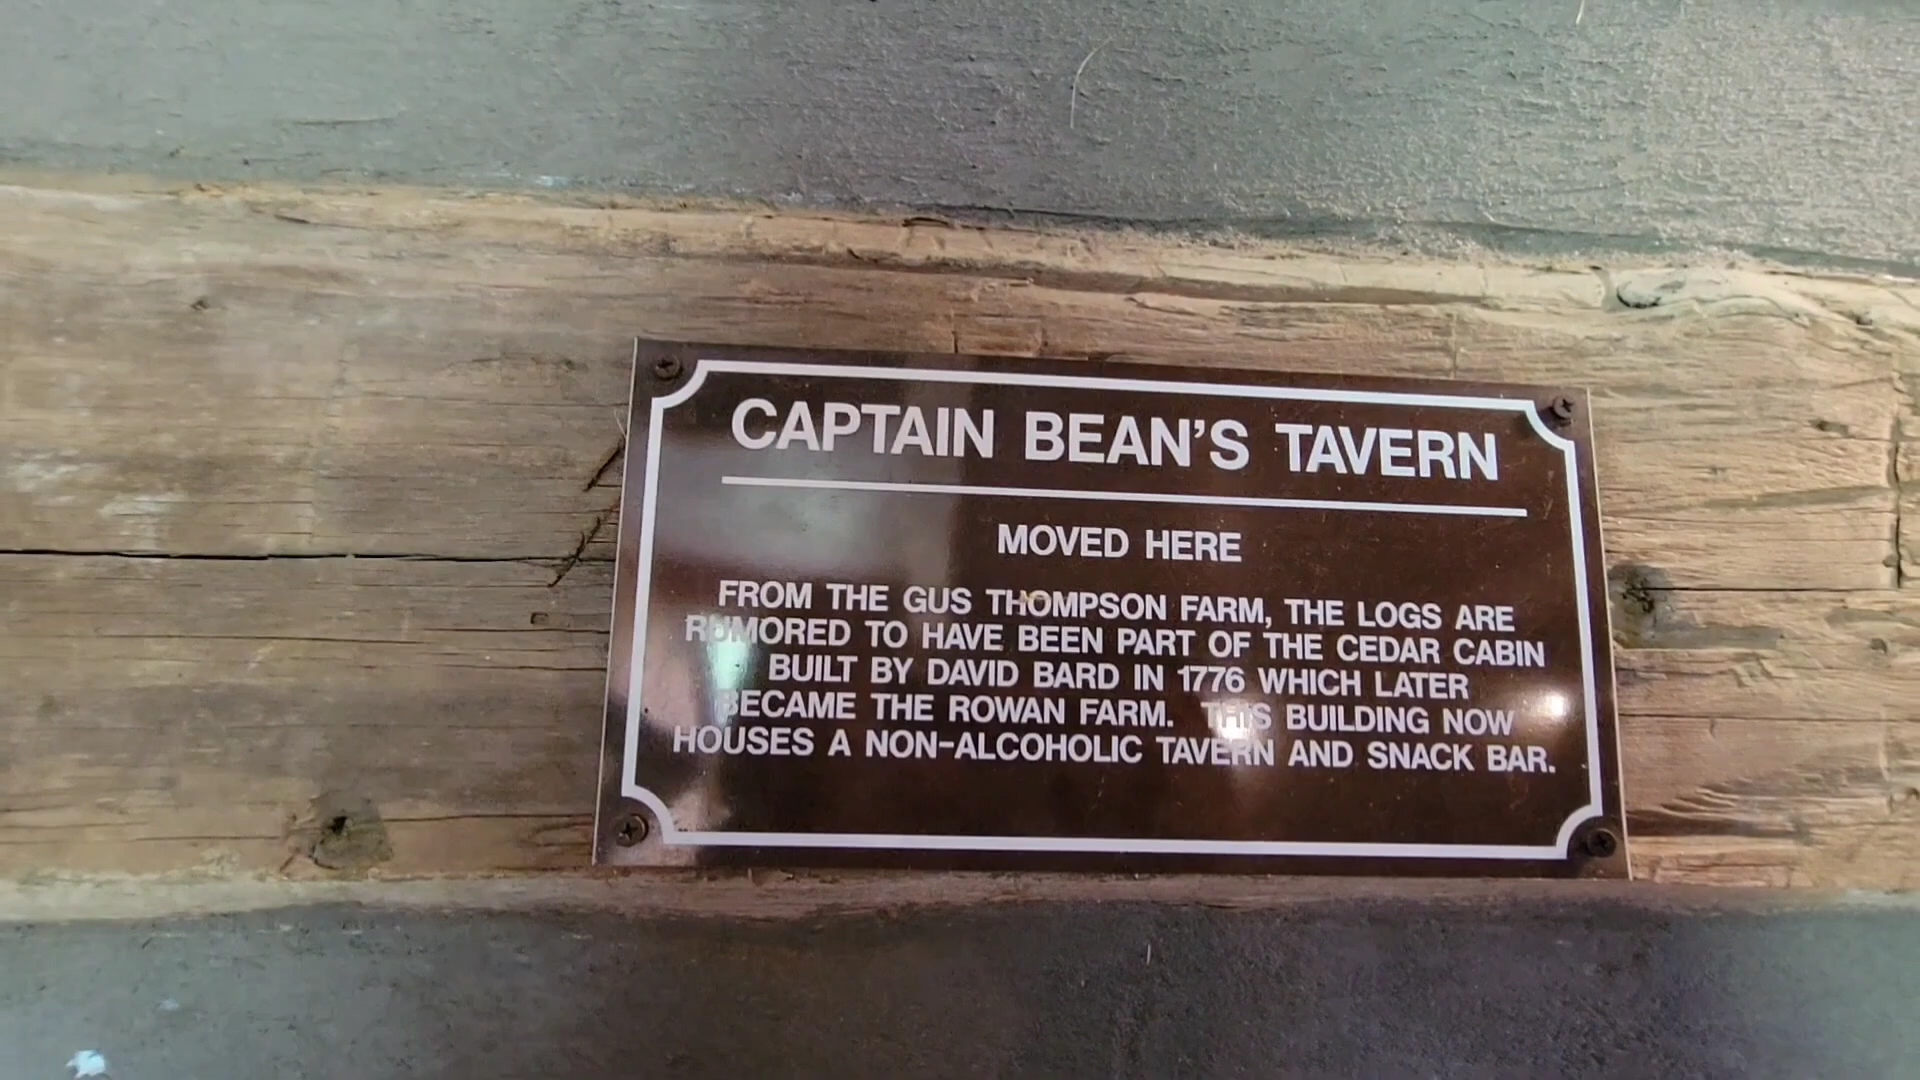 CAPTAIN BEAN'S TAVERN
MOVED HERE
FROM THE GUS THOMPSON FARM, THE LOGS ARE
RUMORED TO HAVE BEEN PART OF THE CEDAR CABIN
BUILT BY DAVID BARD IN 1776 WHICH LATER
BECAME THE ROWAN FARM. THIS BUILDING NOW
HOUSES A NON-ALCOHOLIC TAVERN AND SNACK BAR.